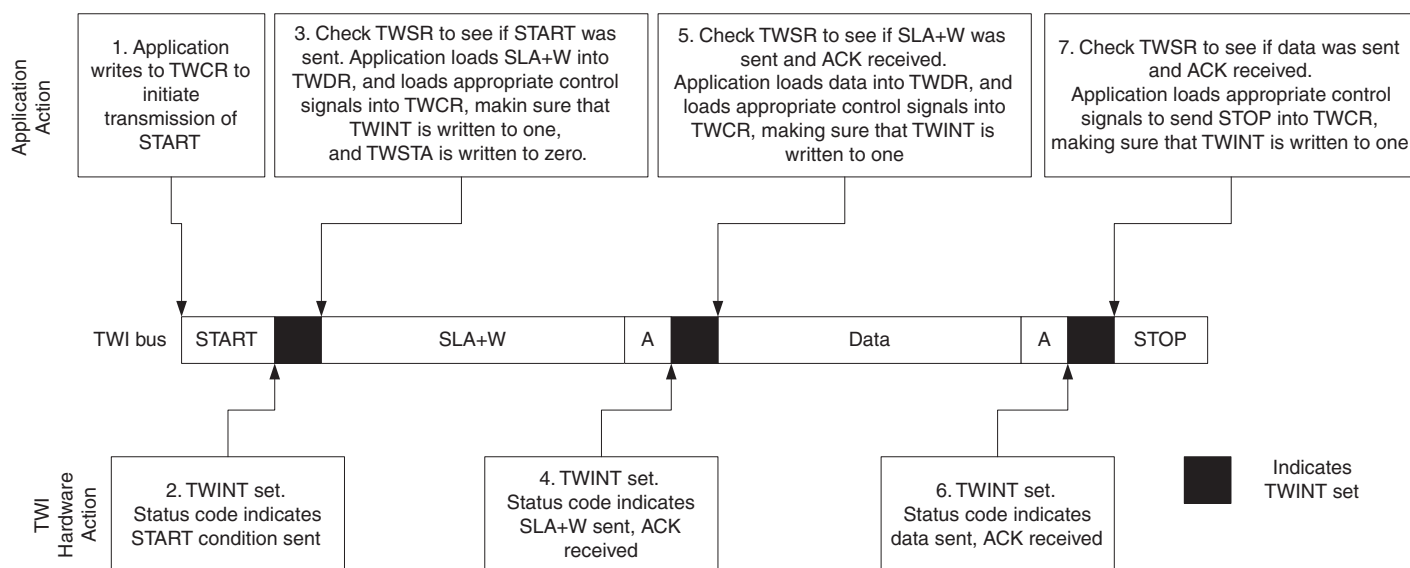 Application
Action
1. Application
writes to TWCR to
initiate
transmission of
START
3. Check TWSR to see if START was
sent. Application loads SLA+W into
TWDR, and loads appropriate control
signals into TWCR, makin sure that
TWINT is written to one,
and TWSTA is written to zero.
5. Check TWSR to see if SLA+W was
sent and ACK received.
Application loads data into TWDR, and
loads appropriate control signals into
TWCR, making sure that TWINT is
written to one
7. Check TWSR to see if data was sent
and ACK received.
Application loads appropriate control
signals to send STOP into TWCR,
making sure that TWINT is written to one
TWI bus
START
SLA+W
A
Data
A
STOP
TWI
Hardware
Action
2. TWINT set.
Status code indicates
START condition sent
4. TWINT set.
Status code indicates
SLA+W sent, ACK
received
6. TWINT set.
Status code indicates
data sent, ACK received
Indicates
TWINT set